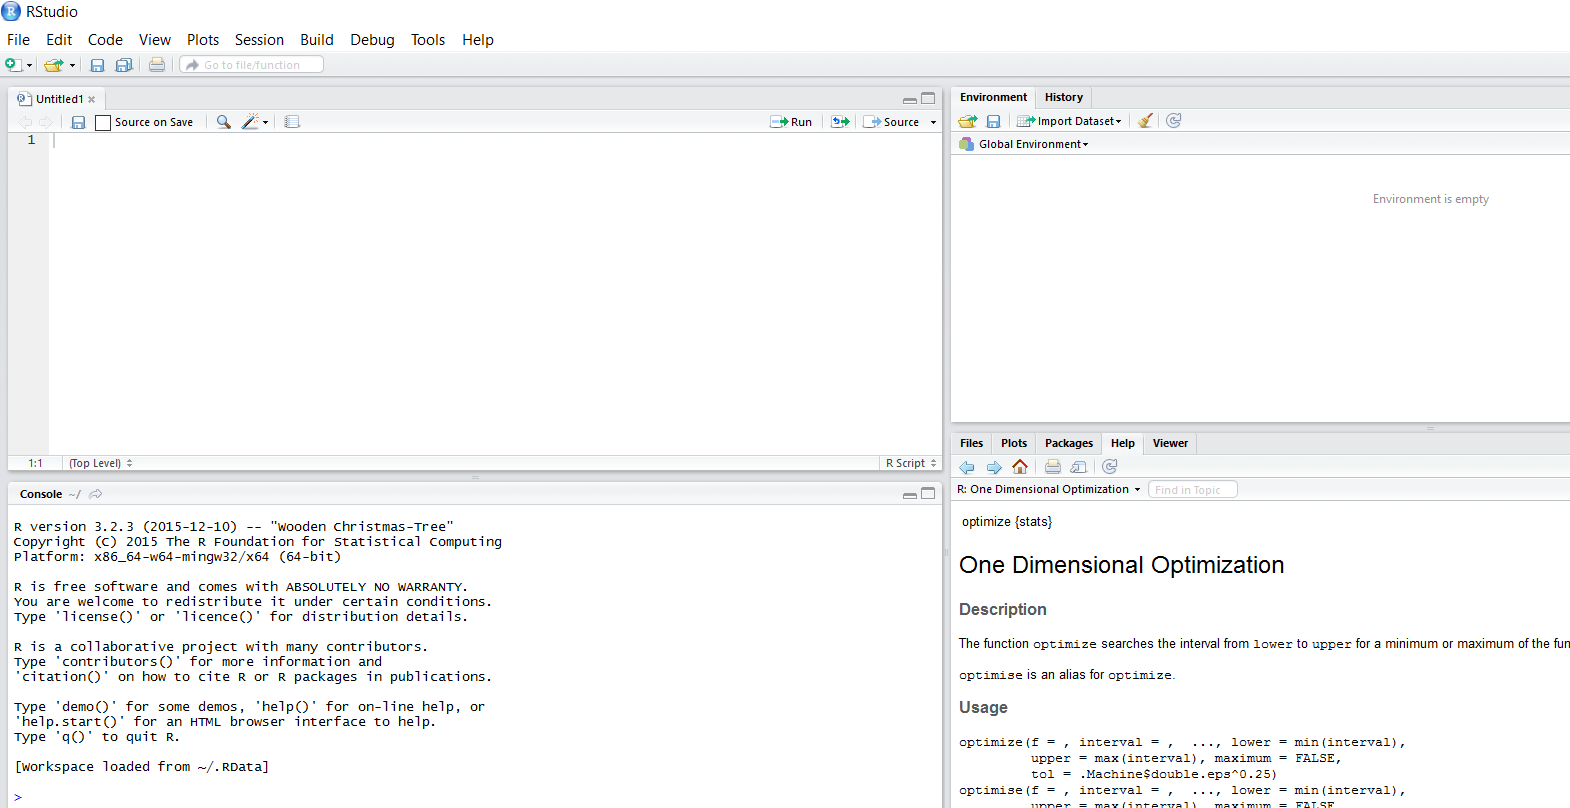 RStudio
File Edit Code View Plots Session Build Debug Tools Help
Go to file/function
Untitled1
Source on Save Run Source
1
1:1 (Top Level) R Script
Console ~/
R version 3.2.3 (2015-12-10) -- "Wooden Christmas-Tree"
Copyright (C) 2015 The R Foundation for Statistical Computing
Platform: x86_64-w64-mingw32/x64 (64-bit)
R is free software and comes with ABSOLUTELY NO WARRANTY.
You are welcome to redistribute it under certain conditions.
Type 'license()' or 'licence()' for distribution details.
R is a collaborative project with many contributors.
Type 'contributors()' for more information and
'citation()' on how to cite R or R packages in publications.
Type 'demo()' for some demos, 'help()' for on-line help, or
'help.start()' for an HTML browser interface to help.
Type 'q()' to quit R.
[Workspace loaded from ~/.RData]
>
Environment History
Import Dataset
Global Environment
Environment is empty
Files Plots Packages Help Viewer
R: One Dimensional Optimization Find in Topic
optimize {stats}
One Dimensional Optimization
Description
The function optimize searches the interval from lower to upper for a minimum or maximum of the fun
optimise is an alias for optimize.
Usage
optimize(f = , interval = , ..., lower = min(interval),
upper = max(interval), maximum = FALSE,
tol = .Machine$double.eps^0.25)
optimise(f = , interval = , ..., lower = min(interval),
upper = max(interval), maximum = FALSE